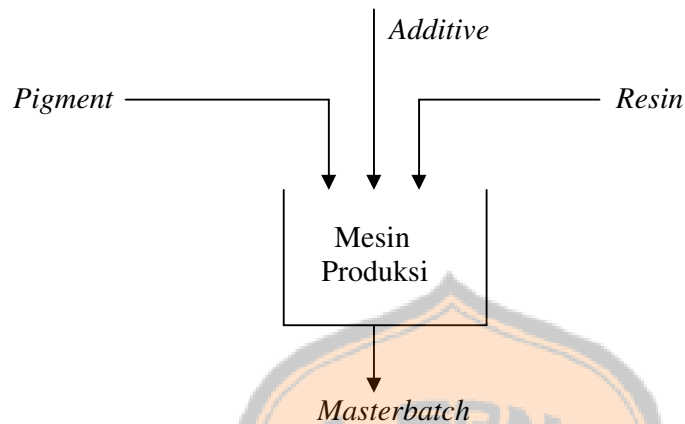 Additive
Pigment
Resin
Mesin
Produksi
Masterbatch